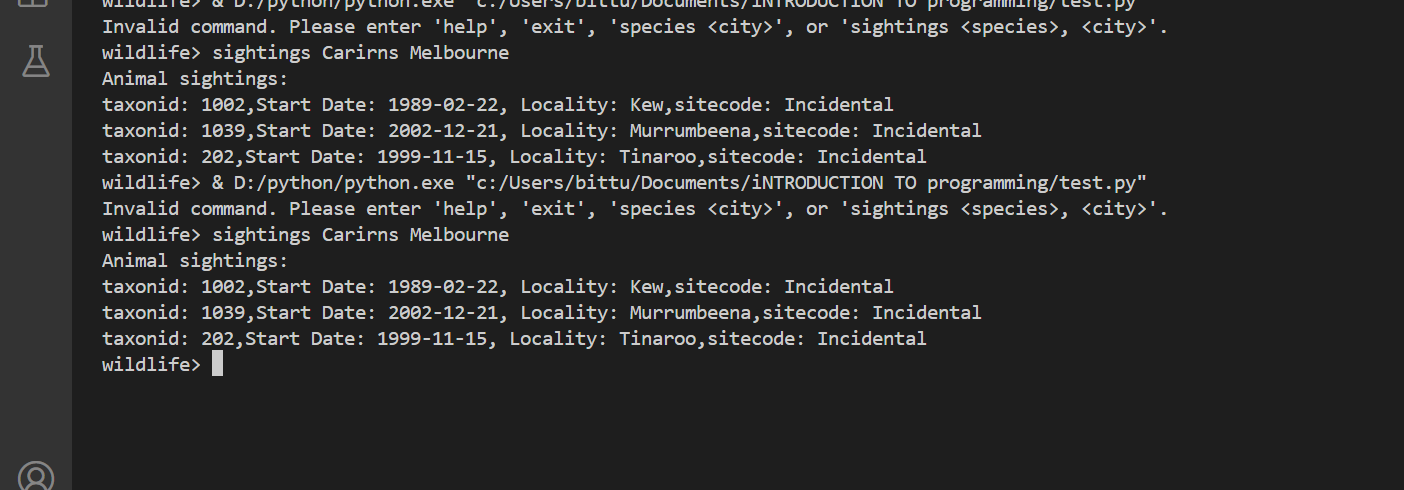 wildlife> & D:/python/python.exe "c:/Users/bittu/Documents/iNTRODUCTION TO programming/test.py"
Invalid command. Please enter 'help', 'exit', 'species <city>', or 'sightings <species>, <city>'.
wildlife> sightings Carirns Melbourne
Animal sightings:
taxonid: 1002,Start Date: 1989-02-22, Locality: Kew,sitecode: Incidental
taxonid: 1039,Start Date: 2002-12-21, Locality: Murrumbeena,sitecode: Incidental
taxonid: 202,Start Date: 1999-11-15, Locality: Tinaroo,sitecode: Incidental
wildlife> & D:/python/python.exe "c:/Users/bittu/Documents/iNTRODUCTION TO programming/test.py"
Invalid command. Please enter 'help', 'exit', 'species <city>', or 'sightings <species>, <city>'.
wildlife> sightings Carirns Melbourne
Animal sightings:
taxonid: 1002,Start Date: 1989-02-22, Locality: Kew,sitecode: Incidental
taxonid: 1039,Start Date: 2002-12-21, Locality: Murrumbeena,sitecode: Incidental
taxonid: 202,Start Date: 1999-11-15, Locality: Tinaroo,sitecode: Incidental
wildlife>